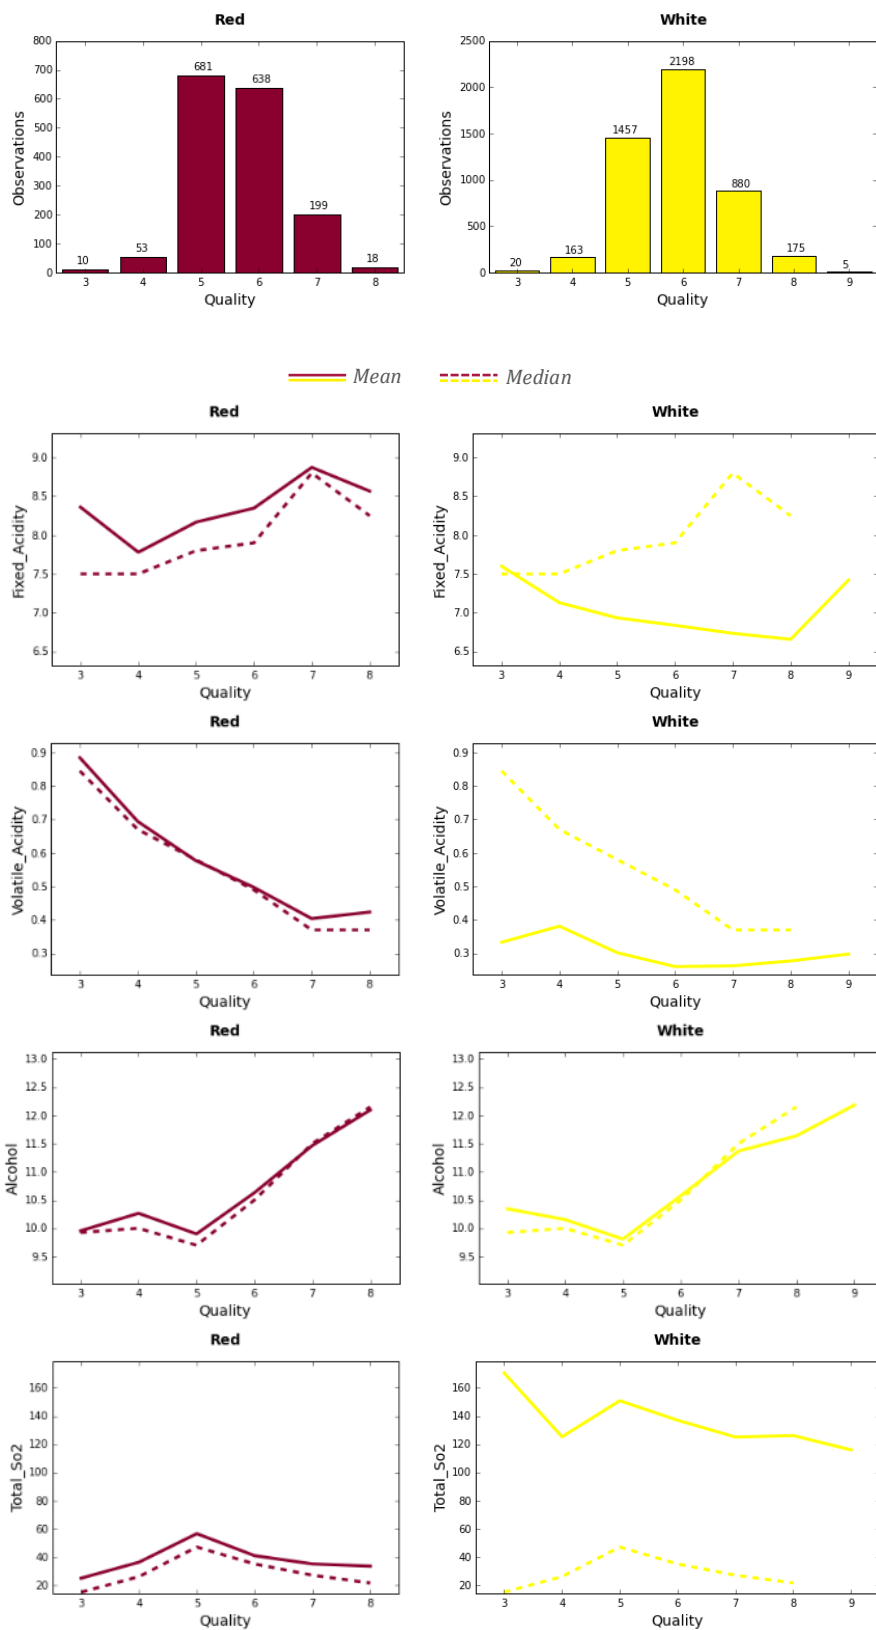 Red
800
700
600
500
400
300
200
100
0
Observations
10
53
681
638
199
18
3 4 5 6 7 8
Quality
White
2500
2000
1500
1000
500
0
Observations
20
163
1457
2198
880
175
5
3 4 5 6 7 8 9
Quality
Mean
Median
Red
9.0
8.5
8.0
7.5
7.0
6.5
Fixed_Acidity
3 4 5 6 7 8
Quality
White
9.0
8.5
8.0
7.5
7.0
6.5
Fixed_Acidity
3 4 5 6 7 8 9
Quality
Red
0.9
0.8
0.7
0.6
0.5
0.4
0.3
Volatile_Acidity
3 4 5 6 7 8
Quality
White
0.9
0.8
0.7
0.6
0.5
0.4
0.3
Volatile_Acidity
3 4 5 6 7 8 9
Quality
Red
13.0
12.5
12.0
11.5
11.0
10.5
10.0
9.5
Alcohol
3 4 5 6 7 8
Quality
White
13.0
12.5
12.0
11.5
11.0
10.5
10.0
9.5
Alcohol
3 4 5 6 7 8 9
Quality
Red
160
140
120
100
80
60
40
20
Total_So2
3 4 5 6 7 8
Quality
White
160
140
120
100
80
60
40
20
Total_So2
3 4 5 6 7 8 9
Quality